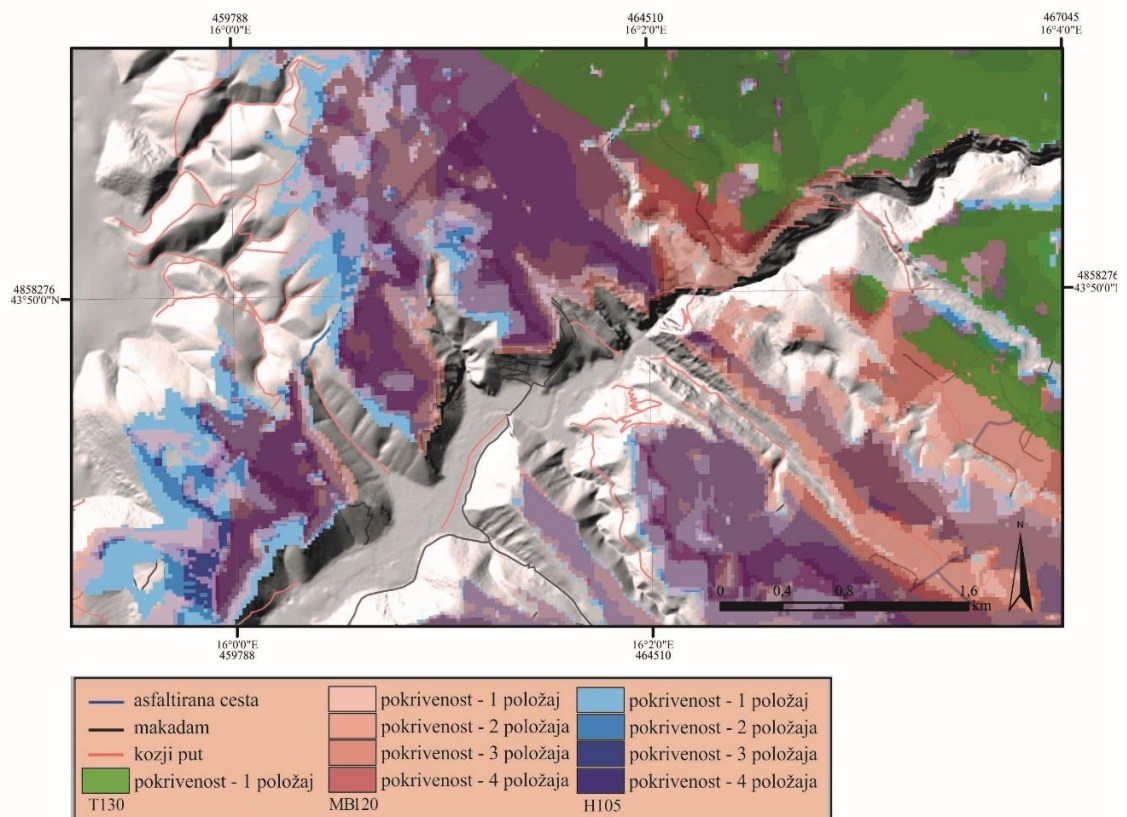 459788
16°0'0"E
464510
16°2'0"E
467045
16°4'0"E
4858276
43°50'0"N
4858276
43°50'0"N
N
0 0,4 0,8 1,6
km
16°0'0"E
459788
16°2'0"E
464510
asfaltirana cesta
makadam
kozji put
pokrivenost - 1 položaj
T130
pokrivenost - 1 položaj
pokrivenost - 2 položaja
pokrivenost - 3 položaja
pokrivenost - 4 položaja
MB120
pokrivenost - 1 položaj
pokrivenost - 2 položaja
pokrivenost - 3 položaja
pokrivenost - 4 položaja
H105